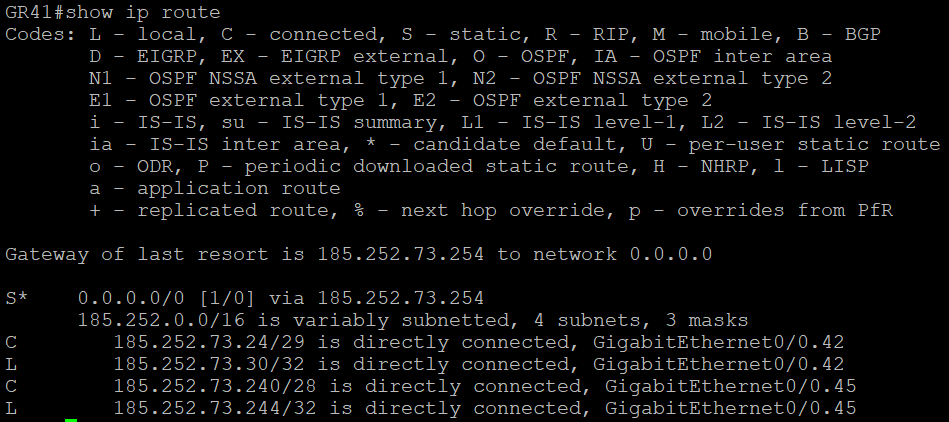 GR41#show ip route
Codes: L - local, C - connected, S - static, R - RIP, M - mobile, B - BGP
D - EIGRP, EX - EIGRP external, O - OSPF, IA - OSPF inter area
N1 - OSPF NSSA external type 1, N2 - OSPF NSSA external type 2
E1 - OSPF external type 1, E2 - OSPF external type 2
i - IS-IS, su - IS-IS summary, L1 - IS-IS level-1, L2 - IS-IS level-2
ia - IS-IS inter area, * - candidate default, U - per-user static route
o - ODR, P - periodic downloaded static route, H - NHRP, l - LISP
a - application route
+ - replicated route, % - next hop override, p - overrides from PfR
Gateway of last resort is 185.252.73.254 to network 0.0.0.0
S* 0.0.0.0/0 [1/0] via 185.252.73.254
185.252.0.0/16 is variably subnetted, 4 subnets, 3 masks
C 185.252.73.24/29 is directly connected, GigabitEthernet0/0.42
L 185.252.73.30/32 is directly connected, GigabitEthernet0/0.42
C 185.252.73.240/28 is directly connected, GigabitEthernet0/0.45
L 185.252.73.244/32 is directly connected, GigabitEthernet0/0.45